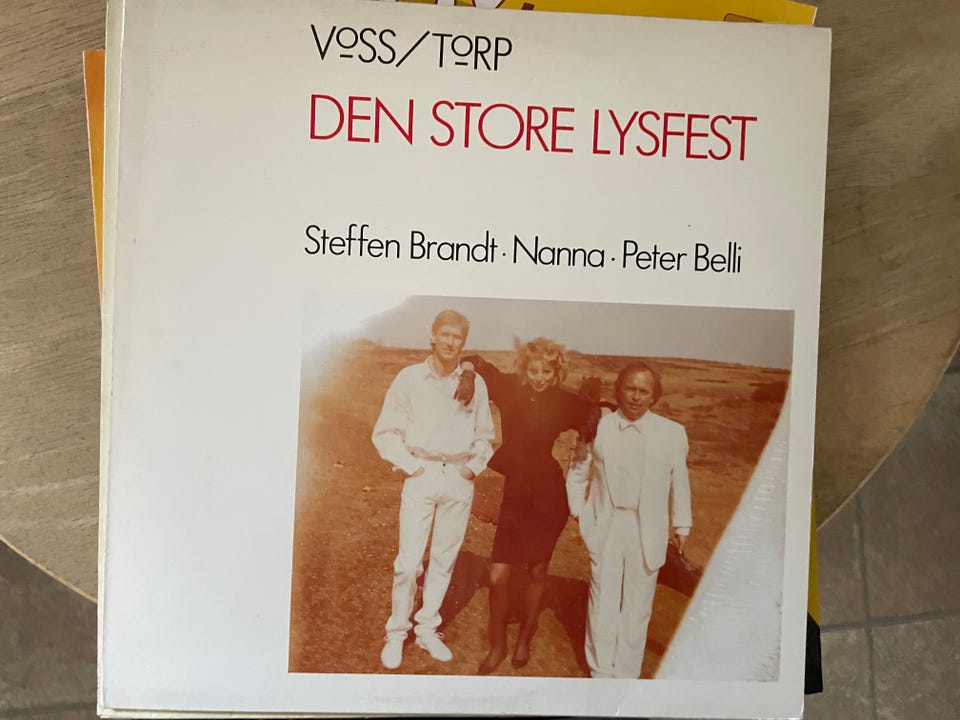 VOSS/TORP
DEN STORE LYSFEST
Steffen Brandt · Nanna · Peter Belli